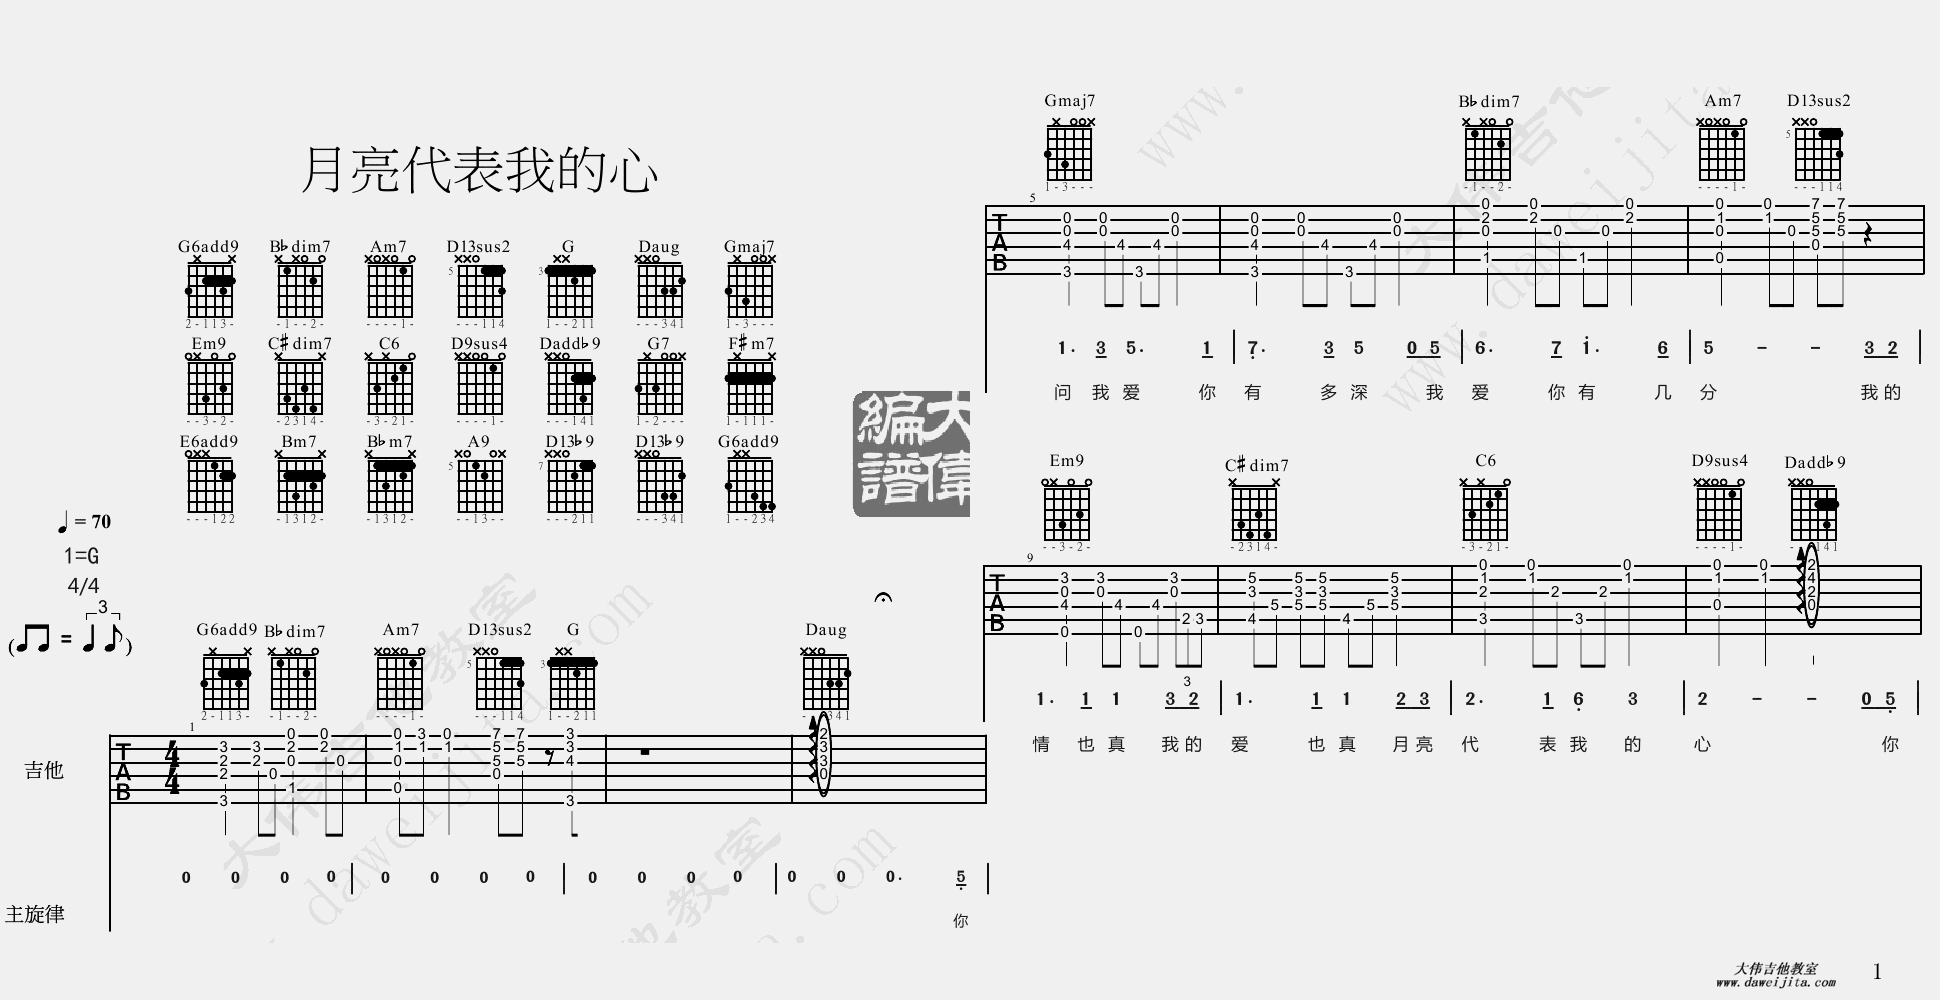 月亮代表我的心
G6add9 B♭dim7 Am7 D13sus2 G Daug Gmaj7
Em9 C♯dim7 C6 D9sus4 Dadd♭9 G7 F♯m7
E6add9 Bm7 B♭m7 A9 D13♭9 D13♭9 G6add9
大偉編譜
♩=70
1=G
4/4
G6add9 B♭dim7 Am7 D13sus2 G Daug
吉他
0 0 0 0 0 0 0 0 0 0 0 0 0 0 0. 5
主旋律
你
Gmaj7 B♭dim7 Am7 D13sus2
5
1. 3 5. 1 7. 3 5 0 5 6. 7 1. 6 5 - - 3 2
问 我 爱 你 有 多 深 我 爱 你 有 几 分 我 的
Em9 C♯dim7 C6 D9sus4 Dadd♭9
9
1. 1 1 3 2 1. 1 1 2 3 2. 1 6 3 2 - - 0 5
情 也 真 我 的 爱 也 真 月 亮 代 表 我 的 心 你
大伟吉他教室
www.daweijita.com
1